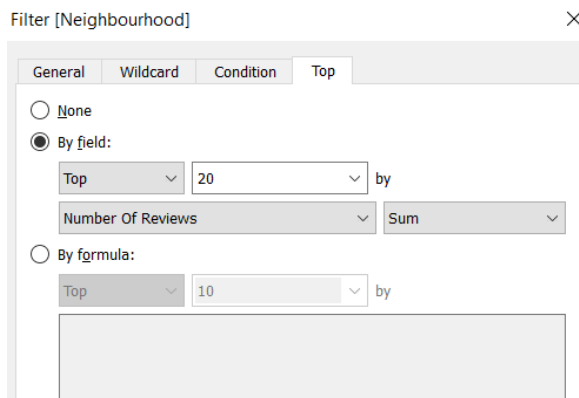 Filter [Neighbourhood]
General Wildcard Condition Top
None
By field:
Top 20 by
Number Of Reviews Sum
By formula:
Top 10 by